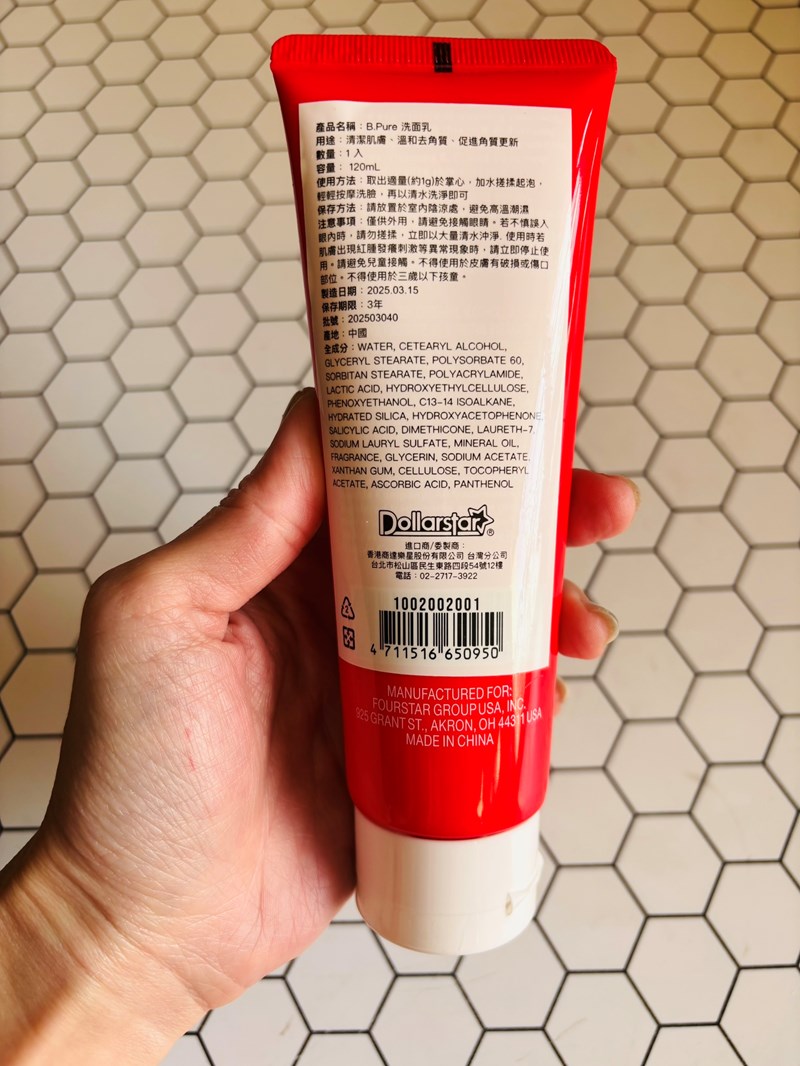 產品名稱：B.Pure 洗面乳
用途：清潔肌膚、溫和去角質、促進角質更新
數量：1入
容量： 120mL
使用方法：取出適量(約1g)於掌心，加水搓揉起泡，
輕輕按摩洗臉，再以清水洗淨即可
保存方法：請放置於室內陰涼處，避免高溫潮濕
注意事項：僅供外用，請避免接觸眼睛。若不慎誤入
眼內時，請勿搓揉，立即以大量清水沖淨. 使用時若
肌膚出現紅腫發癢刺激等異常現象時，請立即停止使
用。請避免兒童接觸。不得使用於皮膚有破損或傷口
部位。不得使用於三歲以下孩童。
製造日期：2025.03.15
保存期限：3年
批號：202503040
產地：中國
全成分：WATER, CETEARYL ALCOHOL,
GLYCERYL STEARATE, POLYSORBATE 60,
SORBITAN STEARATE, POLYACRYLAMIDE,
LACTIC ACID, HYDROXYETHYLCELLULOSE,
PHENOXYETHANOL, C13-14 ISOALKANE,
HYDRATED SILICA, HYDROXYACETOPHENONE,
SALICYLIC ACID, DIMETHICONE, LAURETH-7,
SODIUM LAURYL SULFATE, MINERAL OIL,
FRAGRANCE, GLYCERIN, SODIUM ACETATE,
XANTHAN GUM, CELLULOSE, TOCOPHERYL
ACETATE, ASCORBIC ACID, PANTHENOL
Dollarstar®
進口商/委製商：
香港商達樂星股份有限公司 台灣分公司
台北市松山區民生東路四段54號12樓
電話：02-2717-3922
1002002001
4 711516 650950
MANUFACTURED FOR:
FOURSTAR GROUP USA, INC.
925 GRANT ST., AKRON, OH 44311 USA
MADE IN CHINA